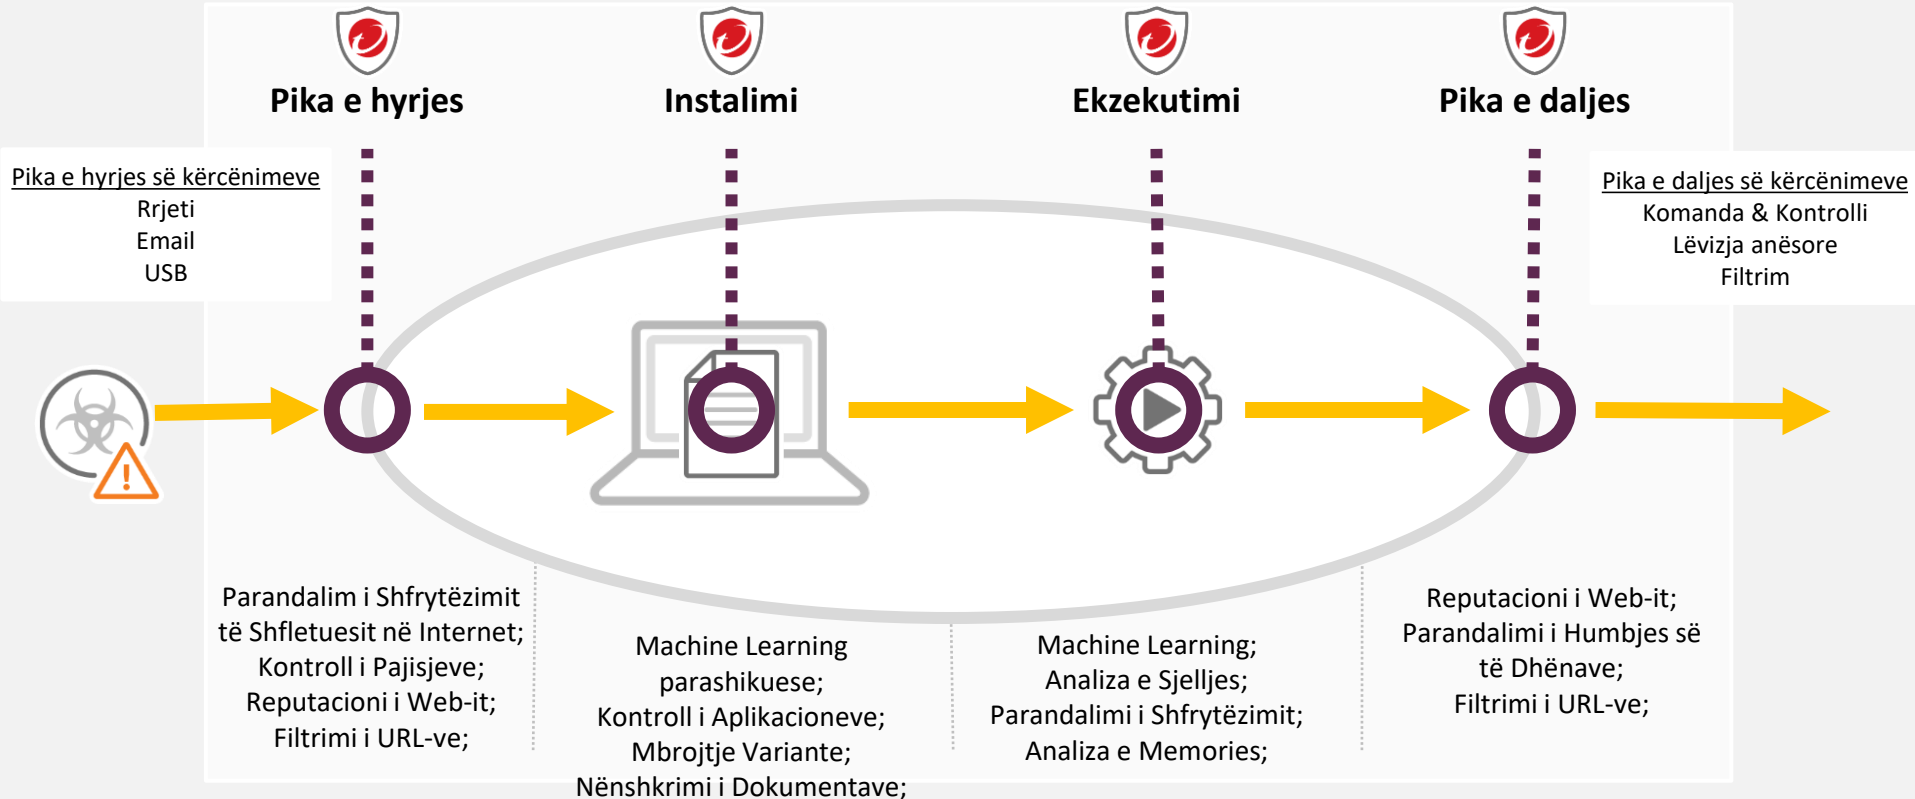 Pika e hyrjes
Instalimi
Ekzekutimi
Pika e daljes
Pika e hyrjes së kërcënimeve
Rrjeti
Email
USB
Pika e daljes së kërcënimeve
Komanda & Kontrolli
Lëvizja anësore
Filtrim
Parandalim i Shfrytëzimit
të Shfletuesit në Internet;
Kontroll i Pajisjeve;
Reputacioni i Web-it;
Filtrimi i URL-ve;
Machine Learning
parashikuese;
Kontroll i Aplikacioneve;
Mbrojtje Variante;
Nënshkrimi i Dokumentave;
Machine Learning;
Analiza e Sjelljes;
Parandalimi i Shfrytëzimit;
Analiza e Memories;
Reputacioni i Web-it;
Parandalimi i Humbjes së
të Dhënave;
Filtrimi i URL-ve;